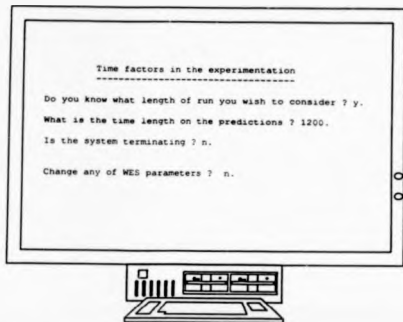 Time factors in the experimentation
-----------------------------------
Do you know what length of run you wish to consider ? y.
What is the time length on the predictions ? 1200.
Is the system terminating ? n.
Change any of WES parameters ? n.